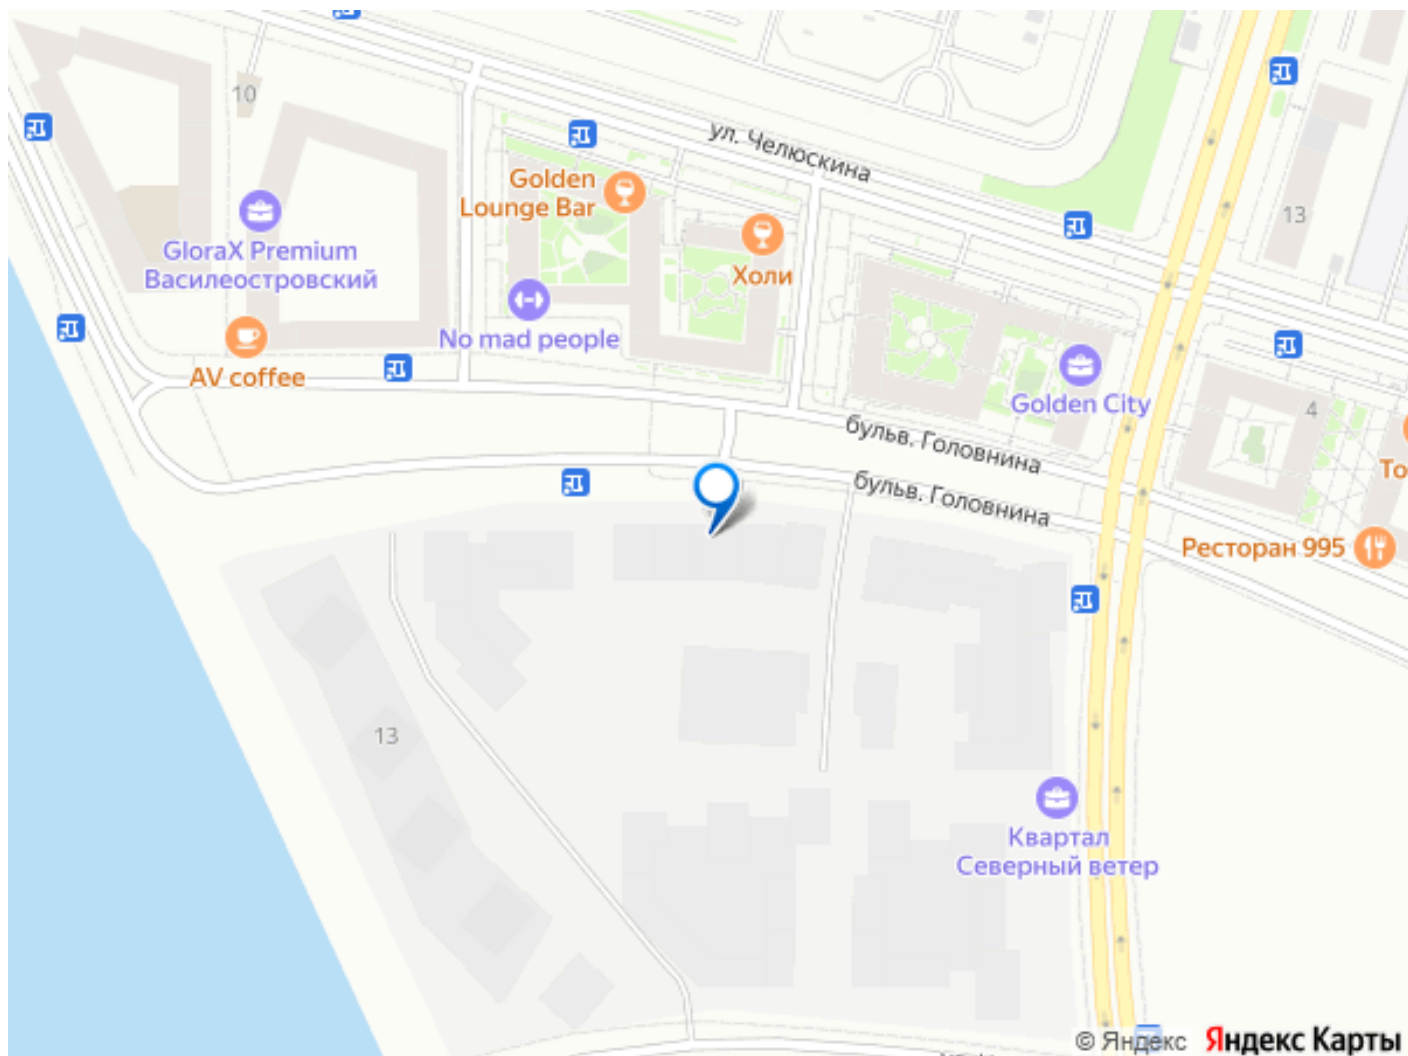 10
ул. Челюскина
Golden
Lounge Bar
13
GloraX Premium
Василеостровский
Холи
No mad people
AV coffee
Golden City
4
бульв. Головнина
То
бульв. Головнина
Ресторан 995
13
Квартал
Северный ветер
© Яндекс Яндекс Карты